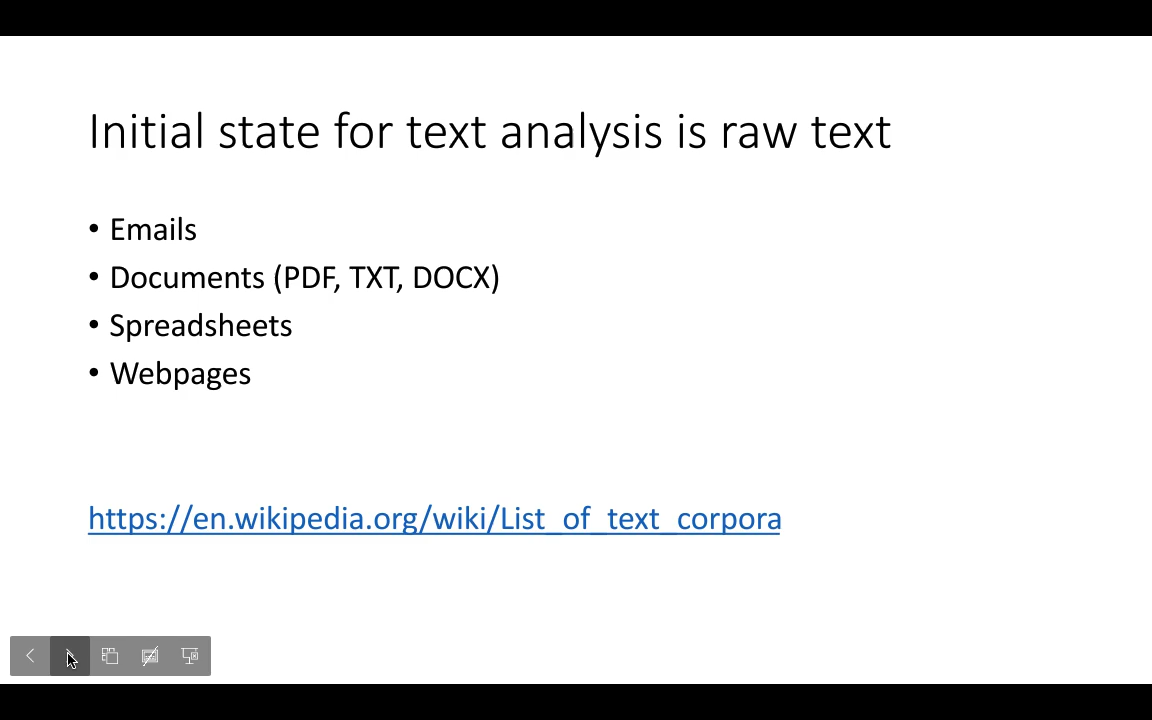 Initial state for text analysis is raw text
• Emails
• Documents (PDF, TXT, DOCX)
• Spreadsheets
• Webpages
https://en.wikipedia.org/wiki/List_of_text_corpora